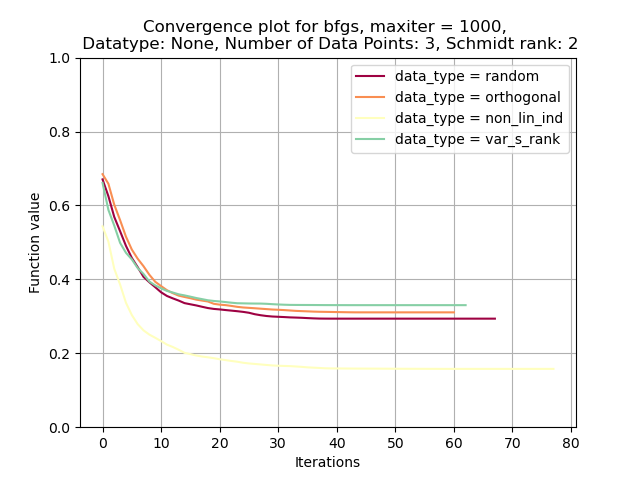 Convergence plot for bfgs, maxiter = 1000,
Datatype: None, Number of Data Points: 3, Schmidt rank: 2
data_type = random
data_type = orthogonal
data_type = non_lin_ind
data_type = var_s_rank
Function value
1.0
0.8
0.6
0.4
0.2
0.0
0 10 20 30 40 50 60 70 80
Iterations